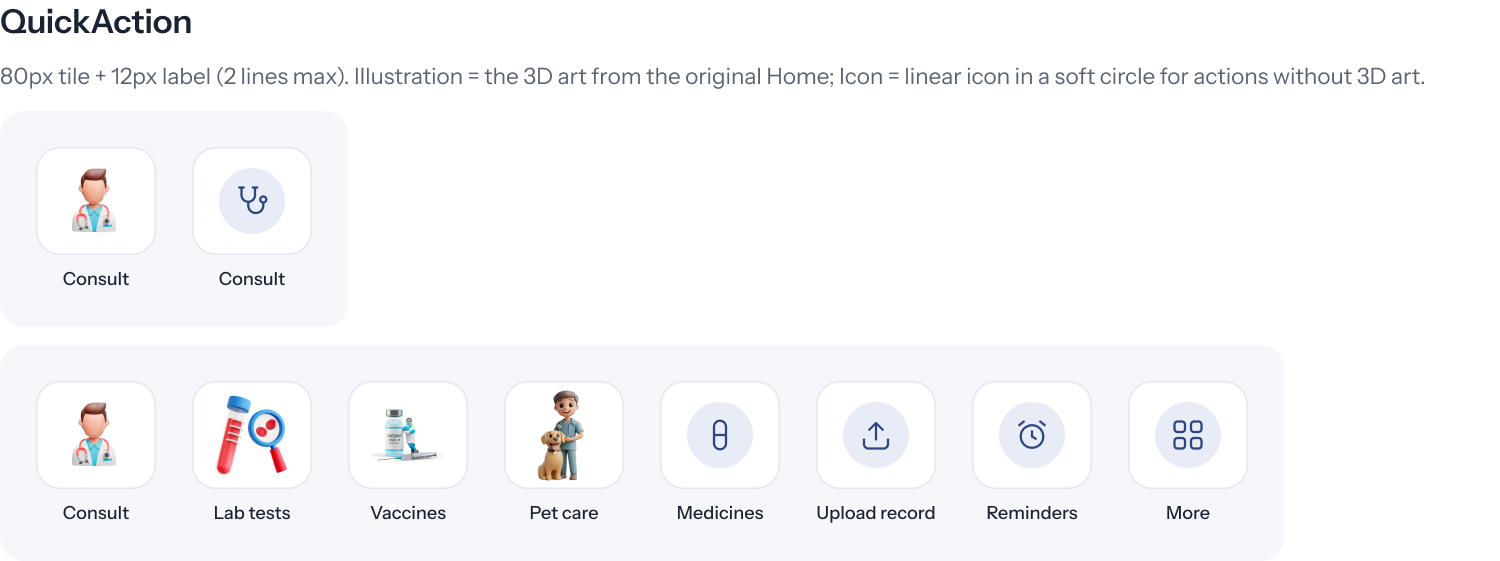 QuickAction
80px tile + 12px label (2 lines max). Illustration = the 3D art from the original Home; Icon = linear icon in a soft circle for actions without 3D art.
Consult Consult
Consult Lab tests Vaccines Pet care Medicines Upload record Reminders More